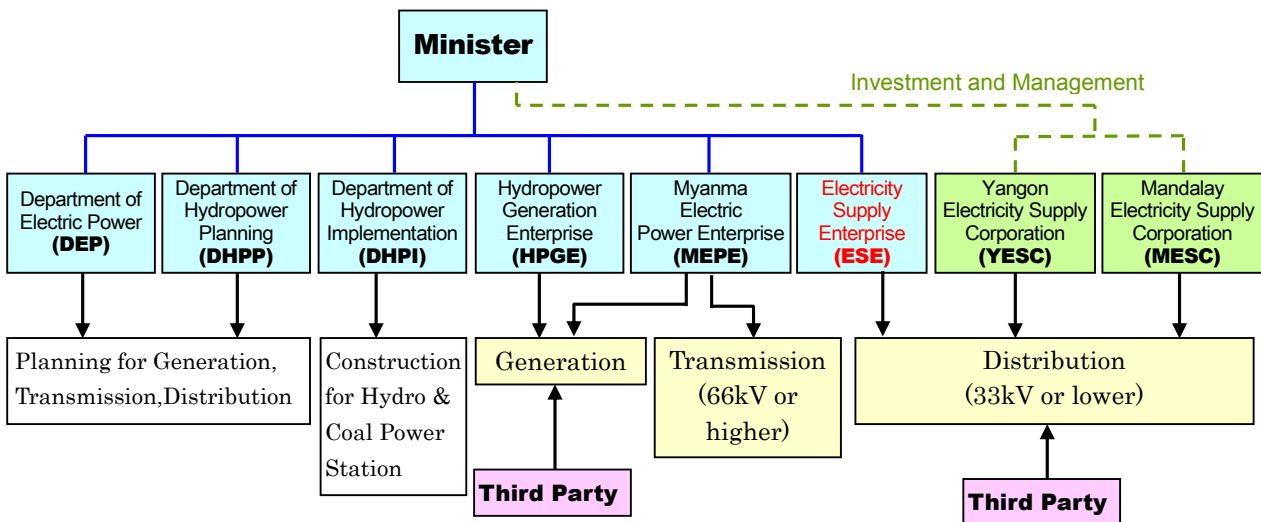 Minister
Investment and Management
Department of
Electric Power
(DEP)
Department of
Hydropower
Planning
(DHPP)
Department of
Hydropower
Implementation)
(DHPI)
Hydropower
Generation
Enterprise
(HPGE)
Myanma
Electric
Power Enterprise)
(MEPE)
Electricity
Supply
Enterprise
(ESE)
Yangon
Electricity Supply
Corporation
(YESC)
Mandalay
Electricity Supply
Corporation
(MESC)
Planning for Generation,
Transmission,Distribution
Construction
for Hydro &
Coal Power
Station
Generation
Transmission
(66kV or
higher)
Distribution
(33kV or lower)
Third Party
Third Party